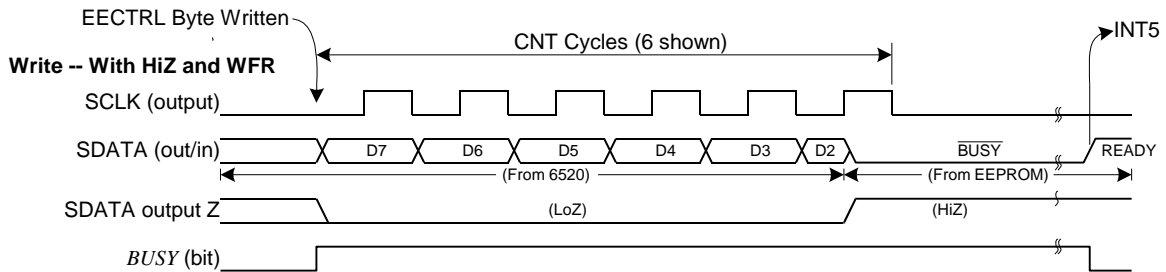 EECTRL Byte Written
INT5
CNT Cycles (6 shown)
Write -- With HiZ and WFR
SCLK (output)
SDATA (out/in) D7 D6 D5 D4 D3 D2 BUSY READY
(From 6520) (From EEPROM)
SDATA output Z (LoZ) (HiZ)
BUSY (bit)